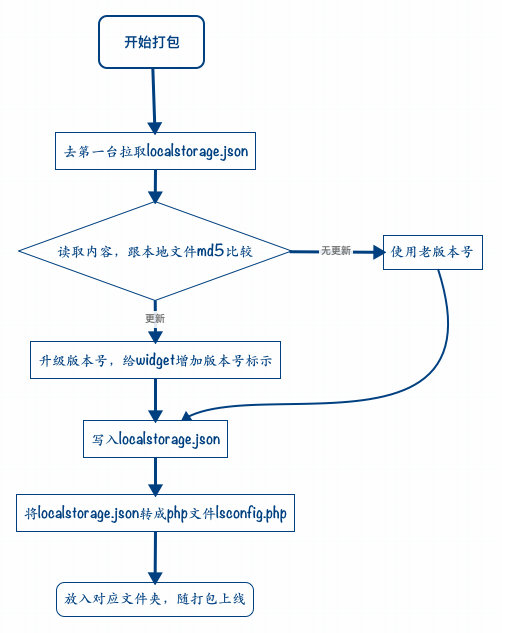 开始打包
去第一台拉取localstorage.json
读取内容，跟本地文件md5比较
无更新
使用老版本号
更新
升级版本号，给widget增加版本号标示
写入localstorage.json
将localstorage.json转成php文件lsconfig.php
放入对应文件夹，随打包上线